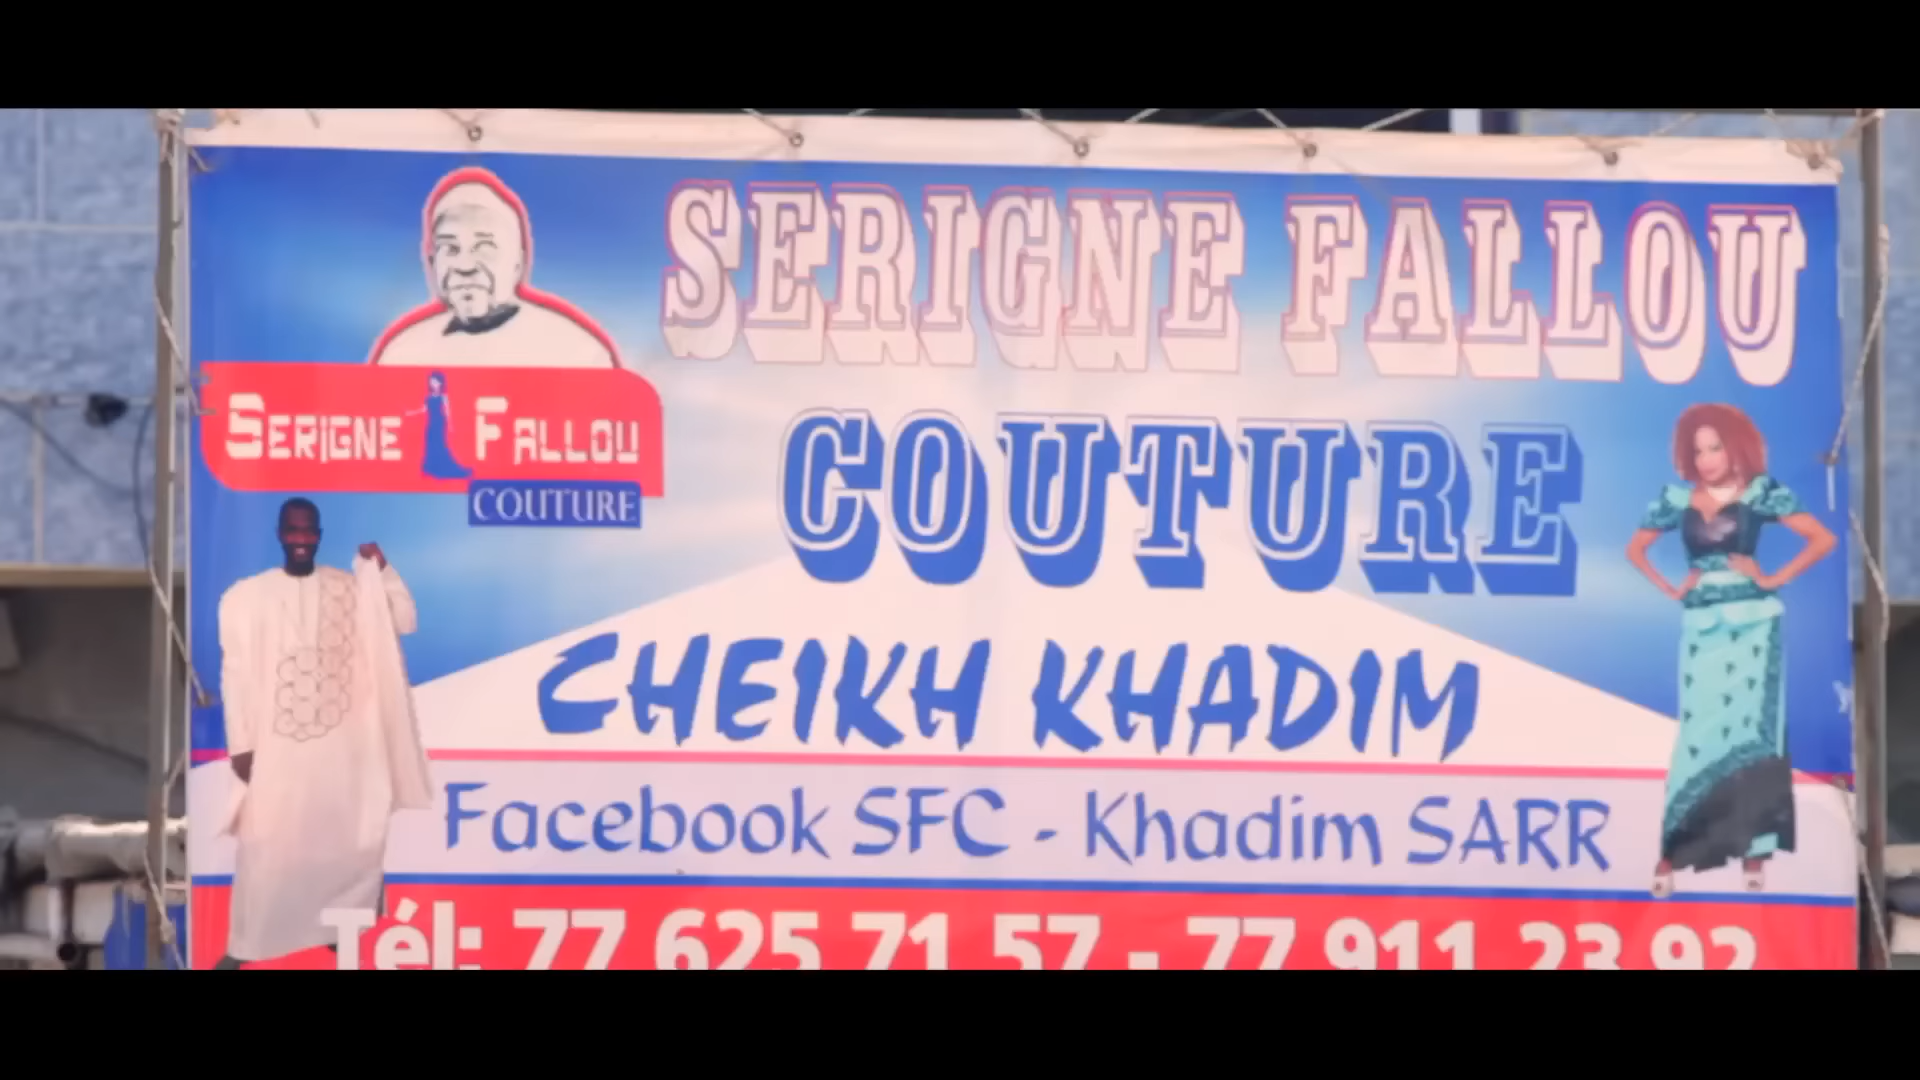 SERIGNE FALLOU
COUTURE
SERIGNE FALLOU
COUTURE
CHEIKH KHADIM
Facebook SFC - Khadim SARR
Tél: 77 625 71 57 - 77 911 23 92